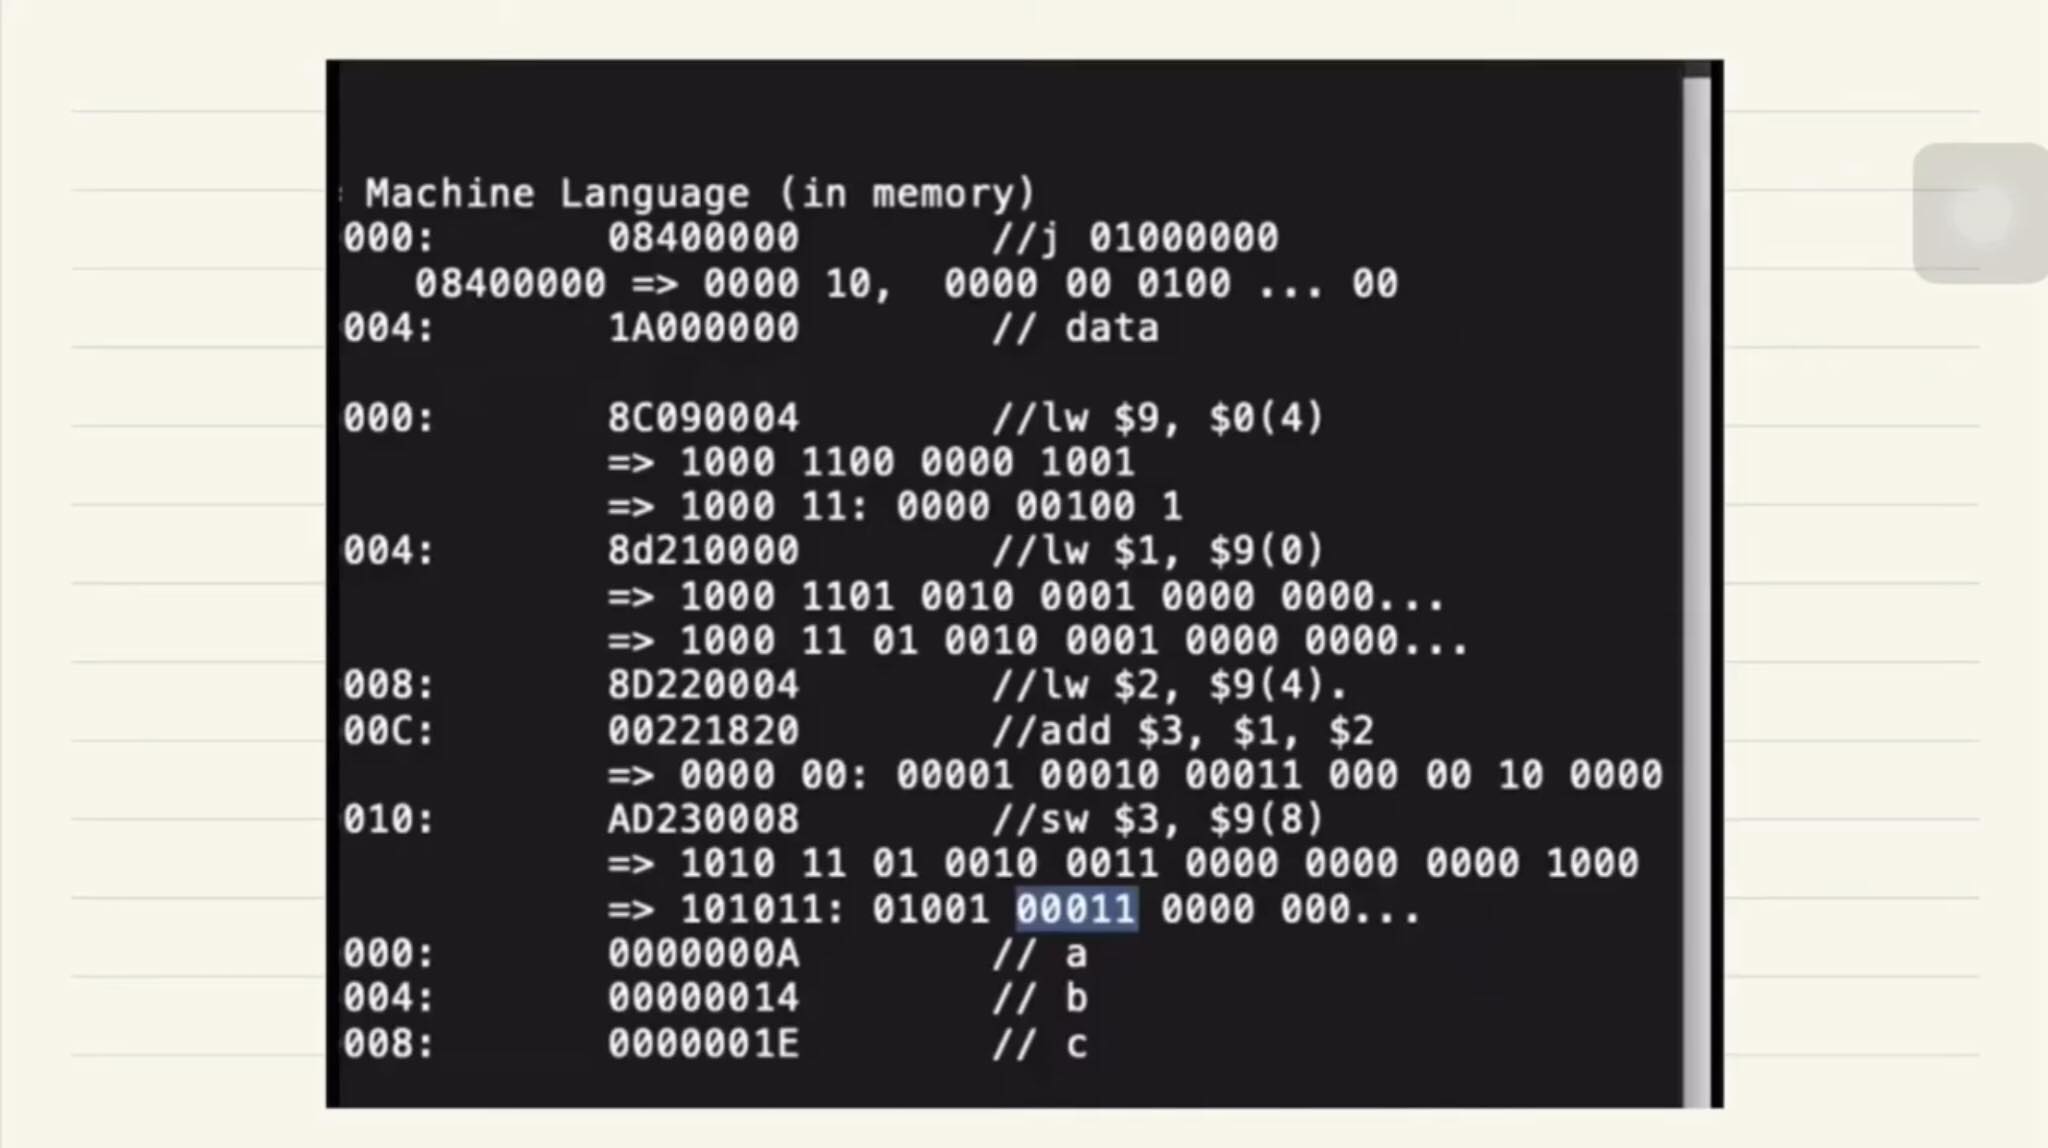 Machine Language (in memory)
000: 08400000 //j 01000000
08400000 => 0000 10, 0000 00 0100 ... 00
004: 1A000000 // data
000: 8C090004 //lw $9, $0(4)
=> 1000 1100 0000 1001
=> 1000 11: 0000 00100 1
004: 8d210000 //lw $1, $9(0)
=> 1000 1101 0010 0001 0000 0000...
=> 1000 11 01 0010 0001 0000 0000...
008: 8D220004 //lw $2, $9(4).
00C: 00221820 //add $3, $1, $2
=> 0000 00: 00001 00010 00011 000 00 10 0000
010: AD230008 //sw $3, $9(8)
=> 1010 11 01 0010 0011 0000 0000 0000 1000
=> 101011: 01001 00011 0000 000...
000: 0000000A // a
004: 00000014 // b
008: 0000001E // c